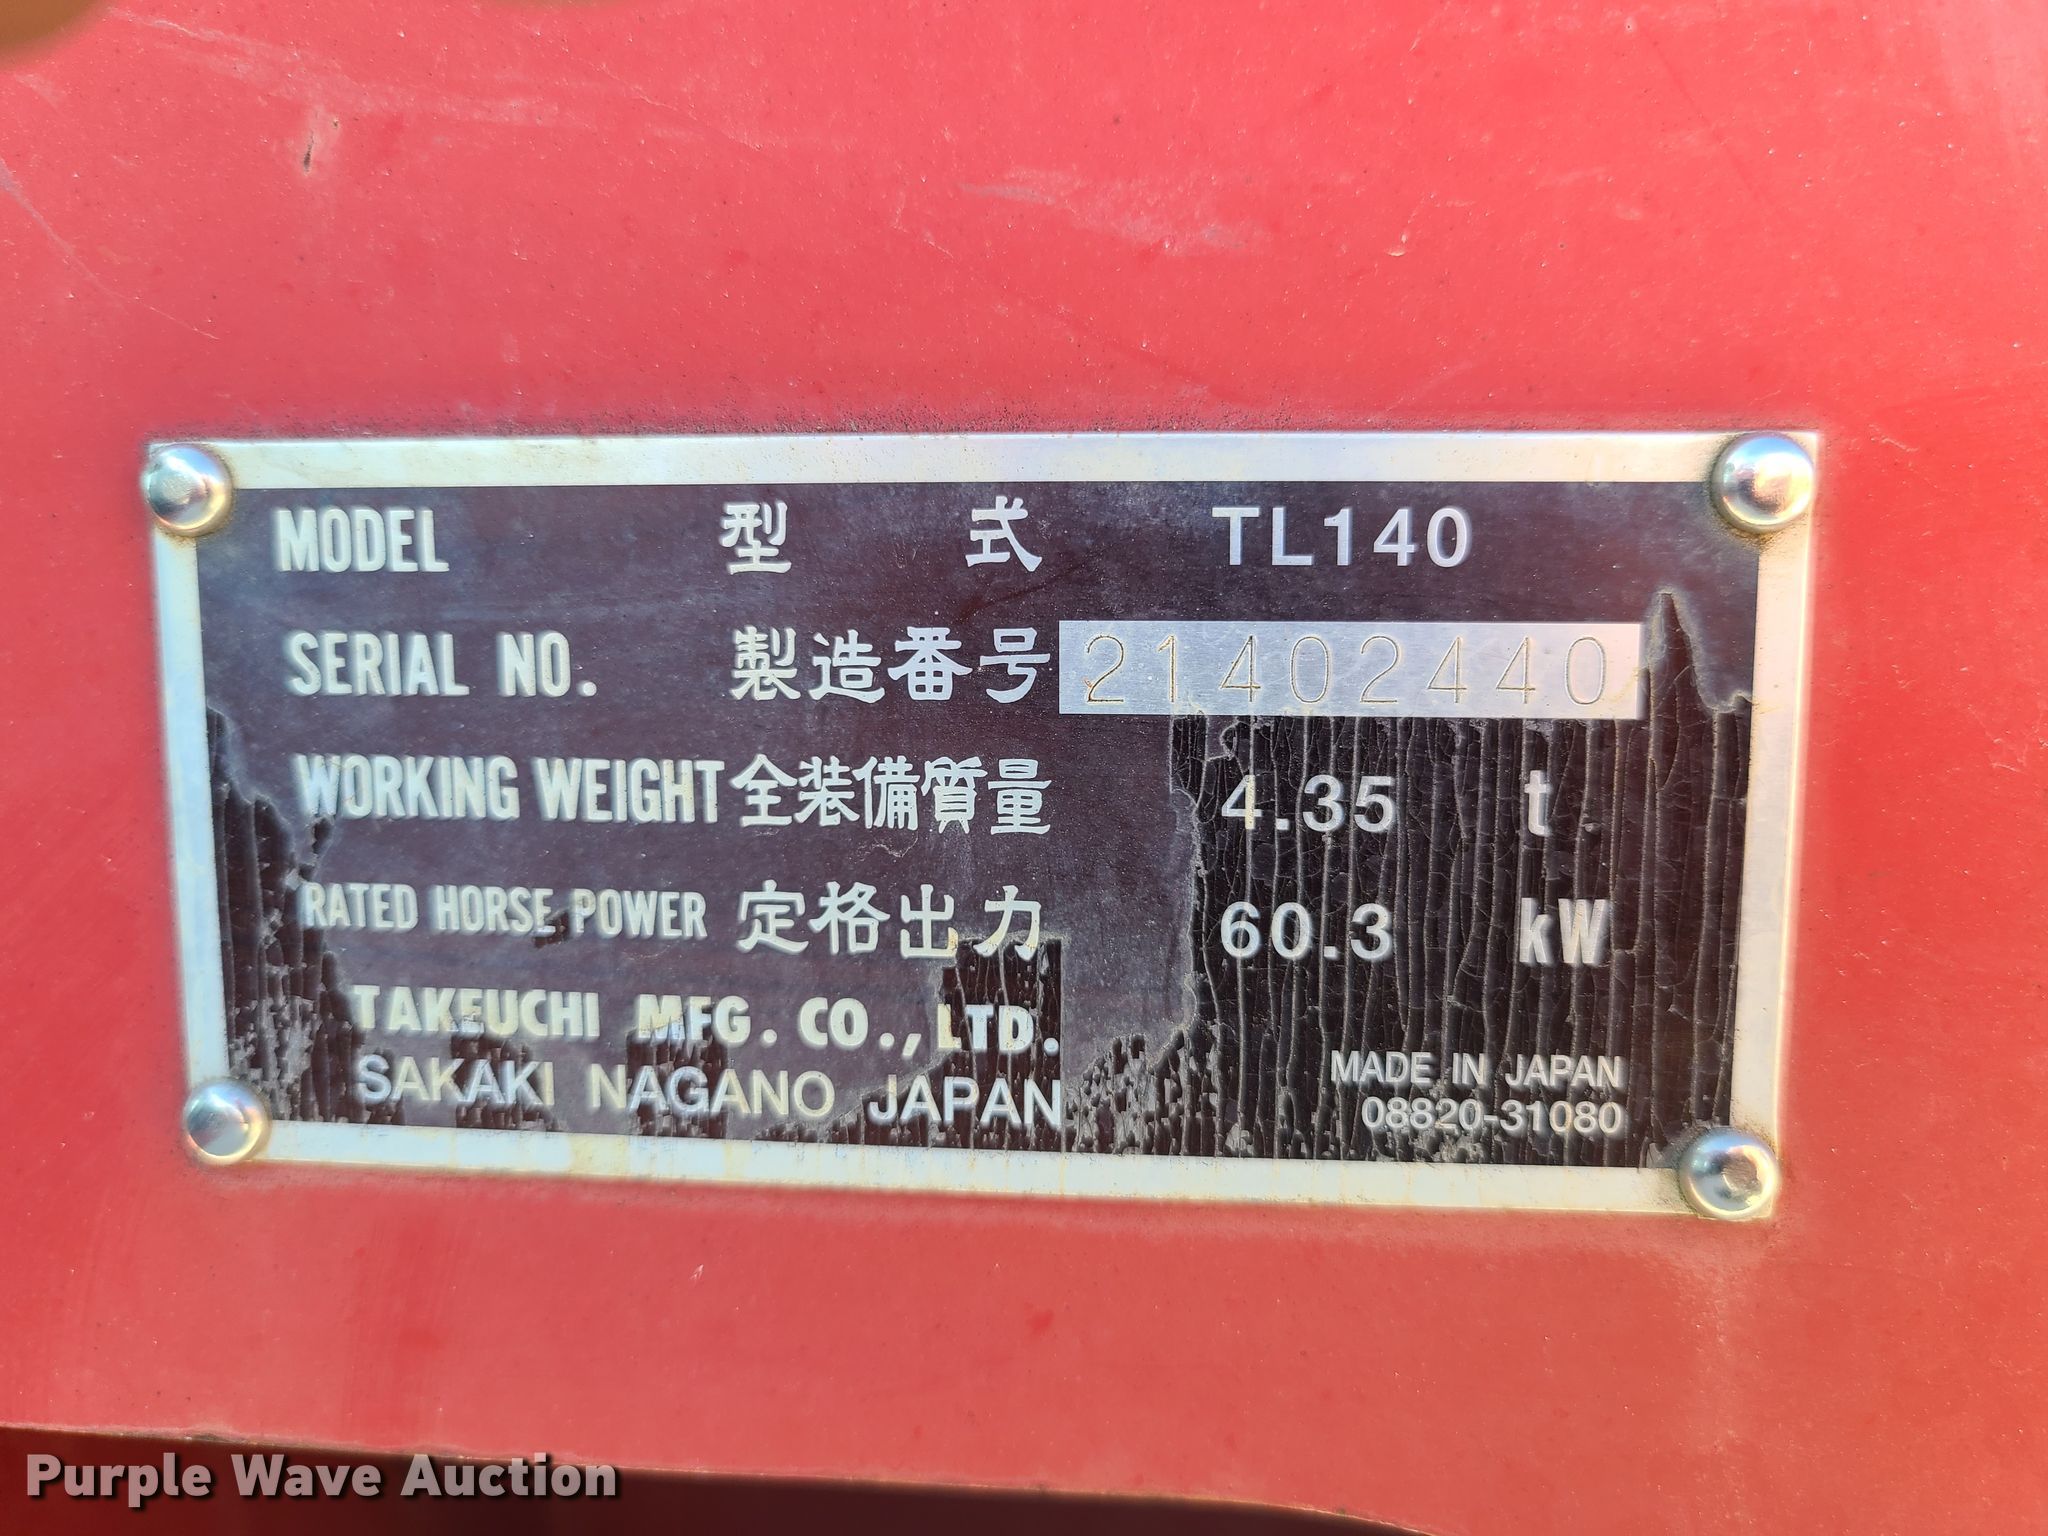 MODEL 型式 TL140
SERIAL NO. 製造番号 21402440
WORKING WEIGHT 全装備質量 4.35 t
RATED HORSE POWER 定格出力 60.3 kW
TAKEUCHI MFG. CO., LTD.
SAKAKI NAGANO JAPAN
MADE IN JAPAN
08820-31080
Purple Wave Auction